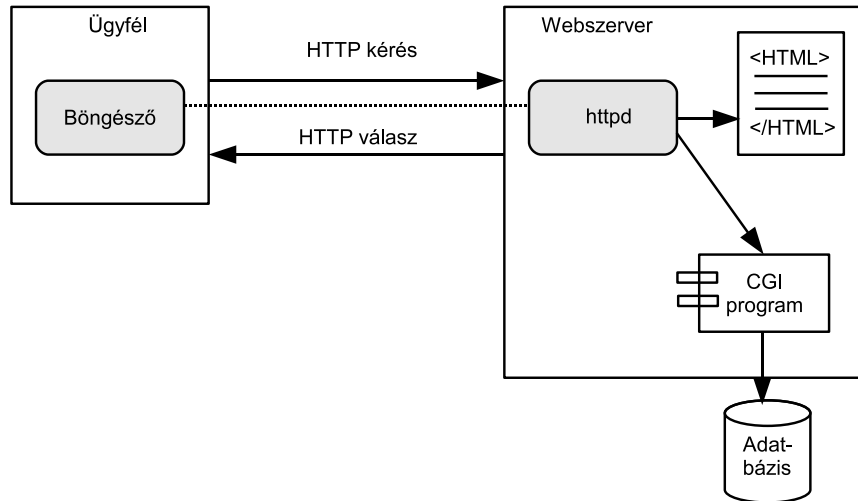 Ügyfél
Webszerver
HTTP kérés
<HTML>
Böngésző
httpd
</HTML>
HTTP válasz
CGI
program
Adat-
bázis